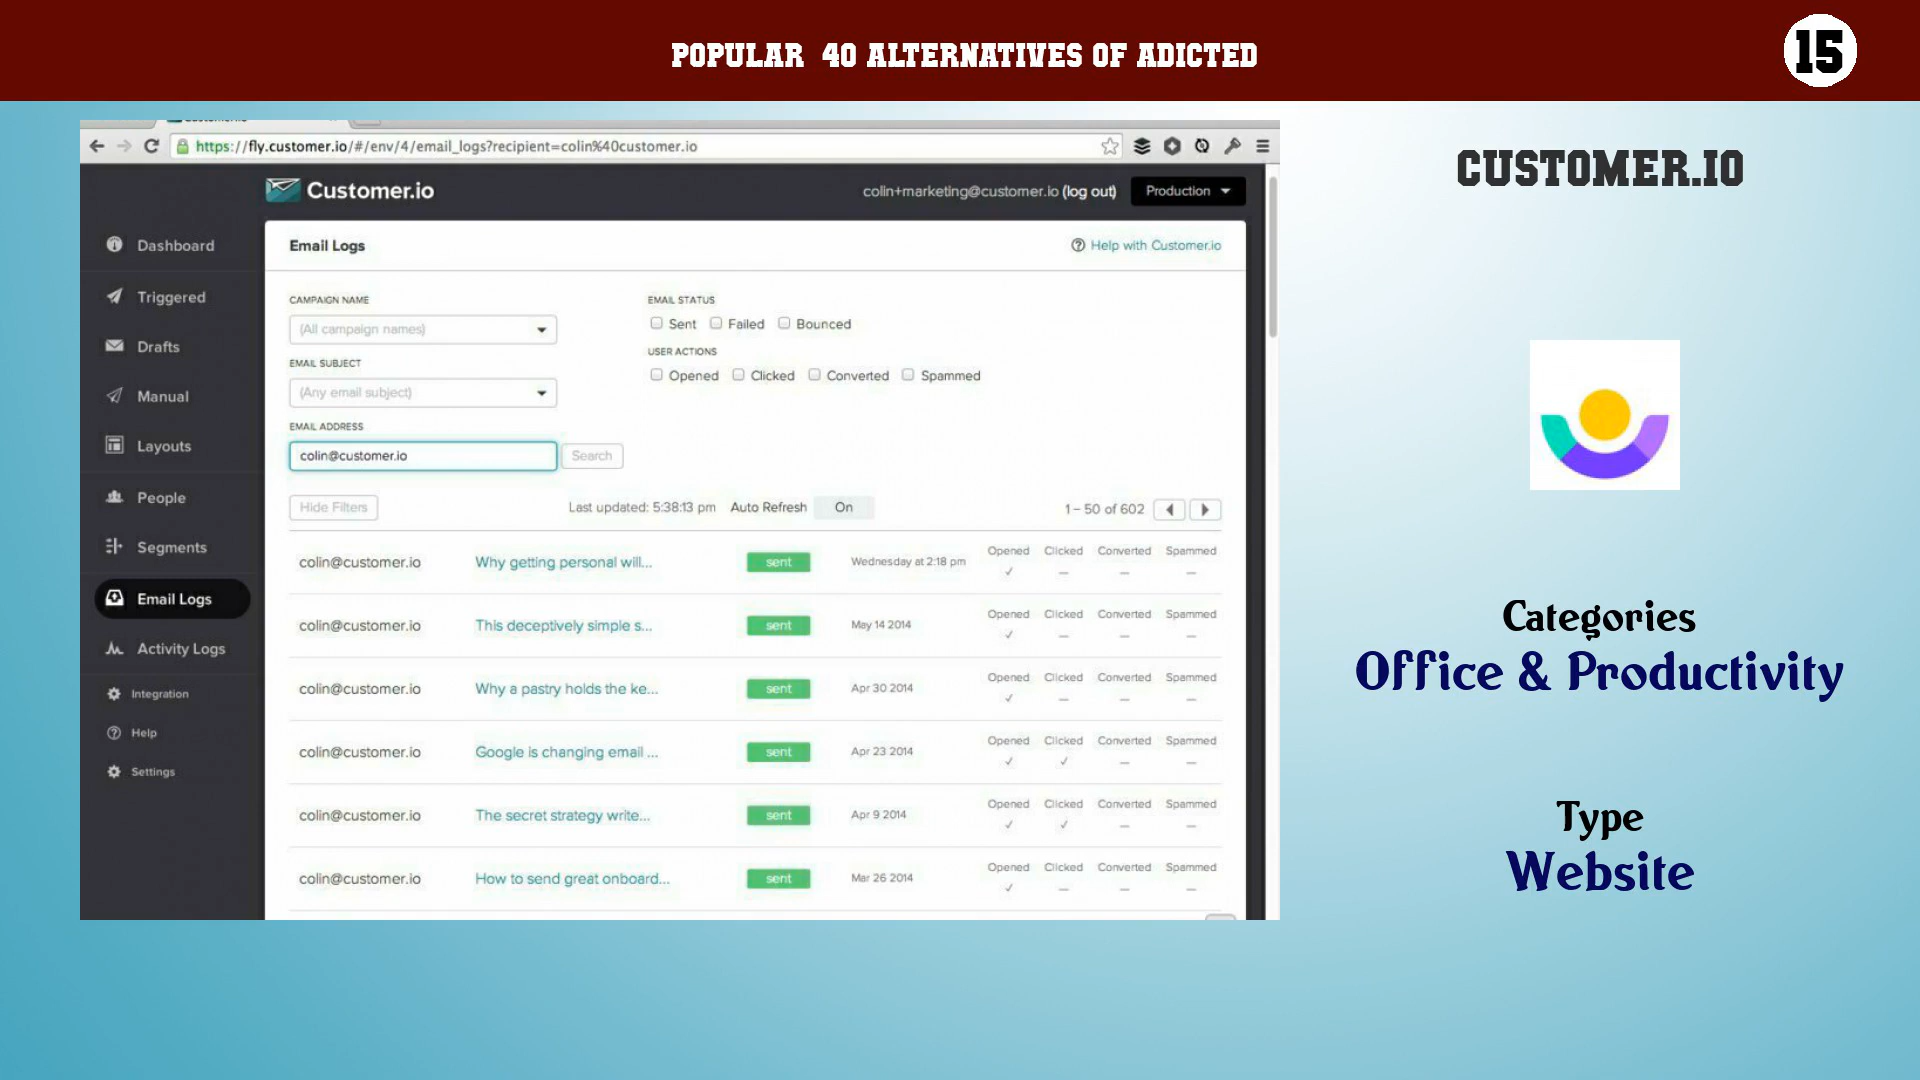 POPULAR 40 ALTERNATIVES OF ADICTED
15
https://fly.customer.io/#/env/4/email_logs?recipient=colin%40customer.io
Customer.io
colin+marketing@customer.io (log out)
Production
Dashboard
Triggered
Drafts
Manual
Layouts
People
Segments
Email Logs
Activity Logs
Integration
Help
Settings
Email Logs
Help with Customer.io
CAMPAIGN NAME
(All campaign names)
EMAIL SUBJECT
(Any email subject)
EMAIL ADDRESS
colin@customer.io
Search
EMAIL STATUS
Sent Failed Bounced
USER ACTIONS
Opened Clicked Converted Spammed
Hide Filters
Last updated: 5:38:13 pm Auto Refresh On
1 – 50 of 602
colin@customer.io Why getting personal will... sent Wednesday at 2:18 pm Opened Clicked Converted Spammed
colin@customer.io This deceptively simple s... sent May 14 2014 Opened Clicked Converted Spammed
colin@customer.io Why a pastry holds the ke... sent Apr 30 2014 Opened Clicked Converted Spammed
colin@customer.io Google is changing email ... sent Apr 23 2014 Opened Clicked Converted Spammed
colin@customer.io The secret strategy write... sent Apr 9 2014 Opened Clicked Converted Spammed
colin@customer.io How to send great onboard... sent Mar 26 2014 Opened Clicked Converted Spammed
CUSTOMER.IO
Categories
Office & Productivity
Type
Website